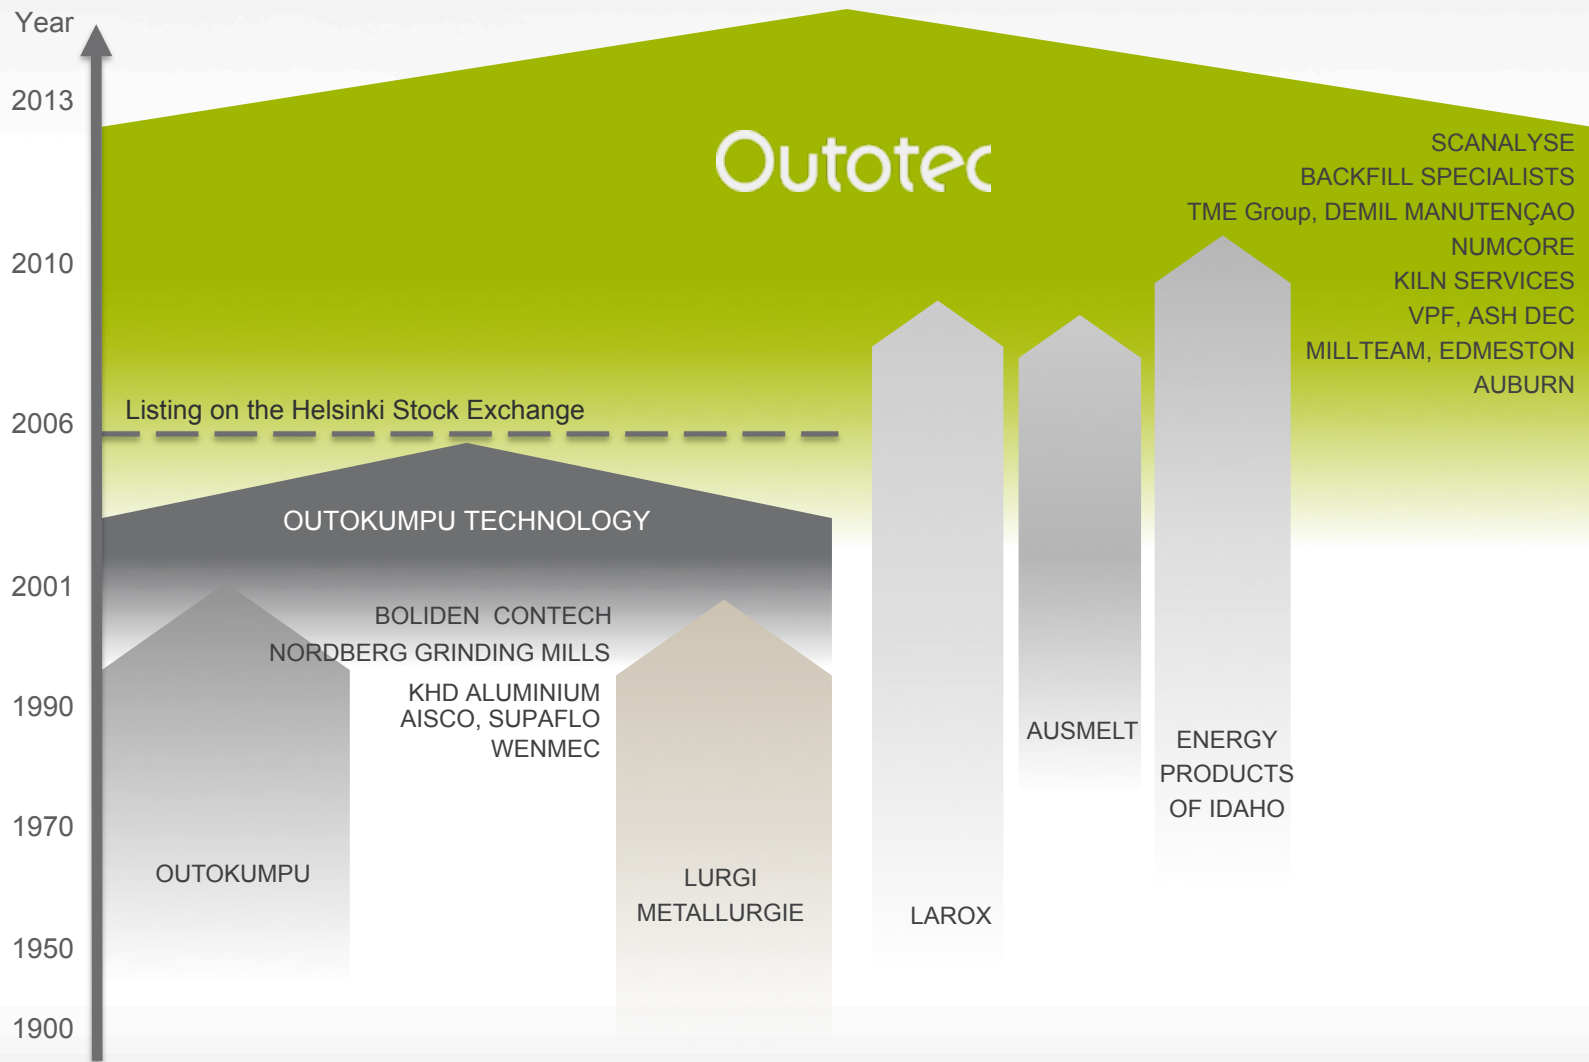 Year
2013
2010
2006
2001
1990
1970
1950
1900
Outotec
SCANALYSE
BACKFILL SPECIALISTS
TME Group, DEMIL MANUTENÇAO
NUMCORE
KILN SERVICES
VPF, ASH DEC
MILLTEAM, EDMESTON
AUBURN
Listing on the Helsinki Stock Exchange
OUTOKUMPU TECHNOLOGY
BOLIDEN CONTECH
NORDBERG GRINDING MILLS
KHD ALUMINIUM
AISCO, SUPAFLO
WENMEC
OUTOKUMPU
LURGI
METALLURGIE
LAROX
AUSMELT
ENERGY
PRODUCTS
OF IDAHO